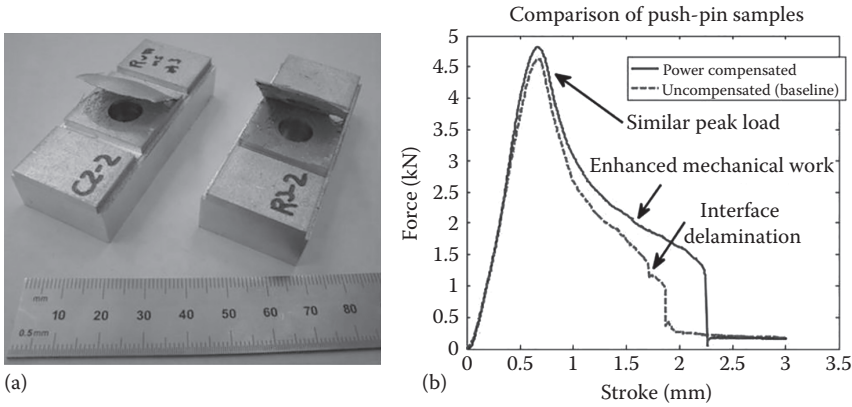 Run
C2-2
R2-2
mm
10 20 30 40 50 60 70 80
0.5mm
(a)
Comparison of push-pin samples
Power compensated
Uncompensated (baseline)
Similar peak load
Enhanced mechanical work
Interface
delamination
Force (kN)
5
4.5
4
3.5
3
2.5
2
1.5
1
0.5
0
0 0.5 1 1.5 2 2.5 3 3.5
Stroke (mm)
(b)